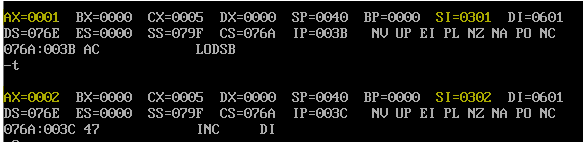 AX=0001 BX=0000 CX=0005 DX=0000 SP=0040 BP=0000 SI=0301 DI=0601
DS=076E ES=0000 SS=079F CS=076A IP=003B NV UP EI PL NZ NA PO NC
076A:003B AC LODSB
-t
AX=0002 BX=0000 CX=0005 DX=0000 SP=0040 BP=0000 SI=0302 DI=0601
DS=076E ES=0000 SS=079F CS=076A IP=003C NV UP EI PL NZ NA PO NC
076A:003C 47 INC DI